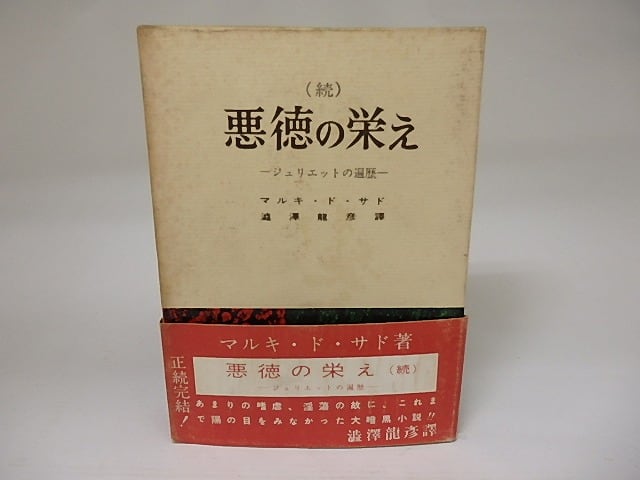 (続)
悪徳の栄え
―ジュリエットの遍歴―
マルキ・ド・サド
澁澤龍彦譯
マルキ・ド・サド著
悪徳の栄え(続)
―ジュリエットの遍歴―
正続完結!
あまりの嗜虐、淫蕩の故に、これま
で陽の目をみなかった大暗黒小説!!
澁澤龍彦譯